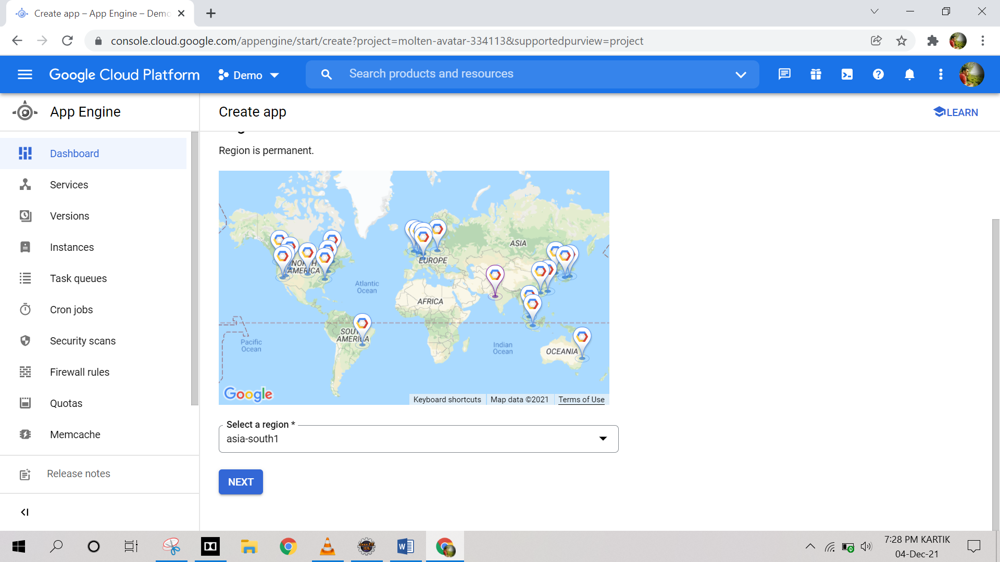 Create app – App Engine – Demo
console.cloud.google.com/appengine/start/create?project=molten-avatar-334113&supportedpurview=project
Google Cloud Platform
Demo
Search products and resources
App Engine
Create app
LEARN
Dashboard
Services
Versions
Instances
Task queues
Cron jobs
Security scans
Firewall rules
Quotas
Memcache
Release notes
Region is permanent.
ASIA
EUROPE
AMERICA
Atlantic
Ocean
AFRICA
AMERICA
Pacific
Ocean
Indian
Ocean
OCEANIA
Google
Keyboard shortcuts
Map data ©2021
Terms of Use
Select a region *
asia-south1
NEXT
7:28 PM KARTIK
04-Dec-21